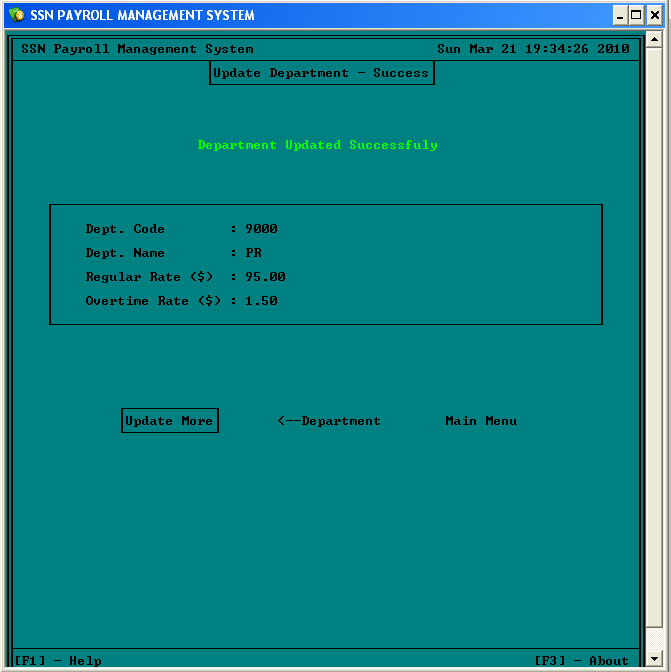 SSN PAYROLL MANAGEMENT SYSTEM
SSN Payroll Management System Sun Mar 21 19:34:26 2010
Update Department - Success
Department Updated Successfuly
Dept. Code : 9000
Dept. Name : PR
Regular Rate ($) : 95.00
Overtime Rate ($) : 1.50
Update More <--Department Main Menu
[F1] - Help [F3] - About